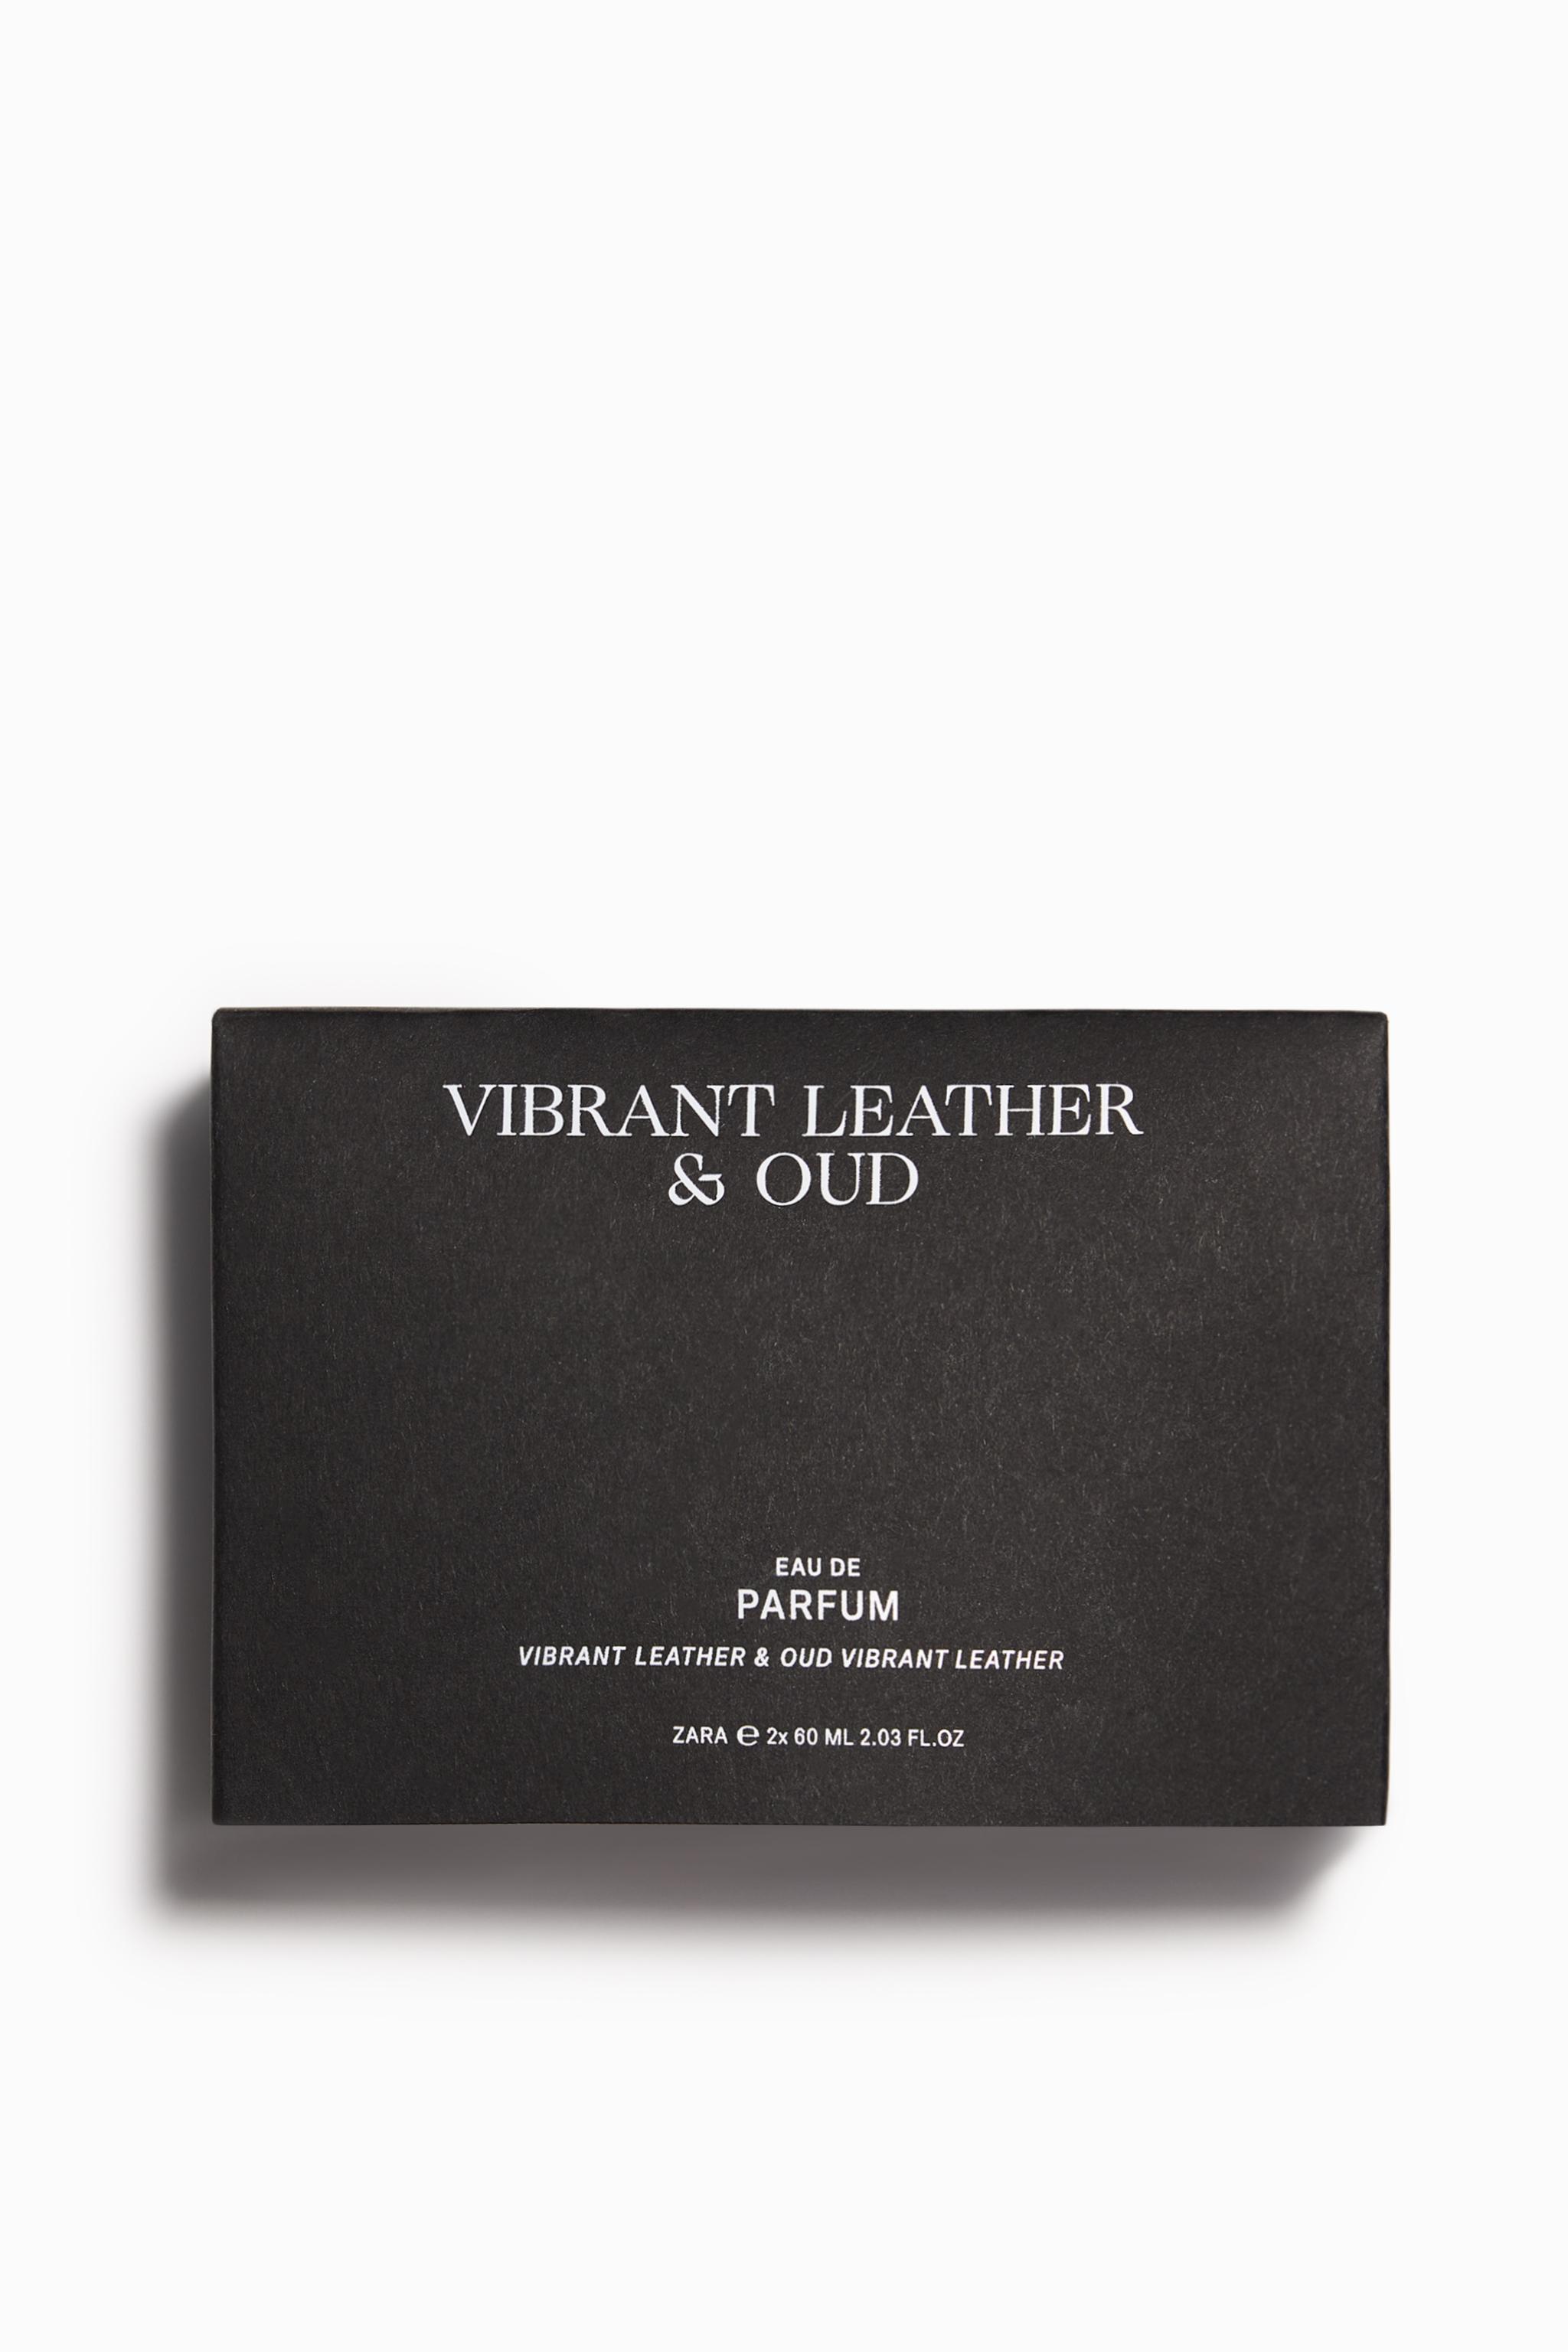 VIBRANT LEATHER
& OUD
EAU DE
PARFUM
VIBRANT LEATHER & OUD VIBRANT LEATHER
ZARA ℮ 2x 60 ML 2.03 FL.OZ